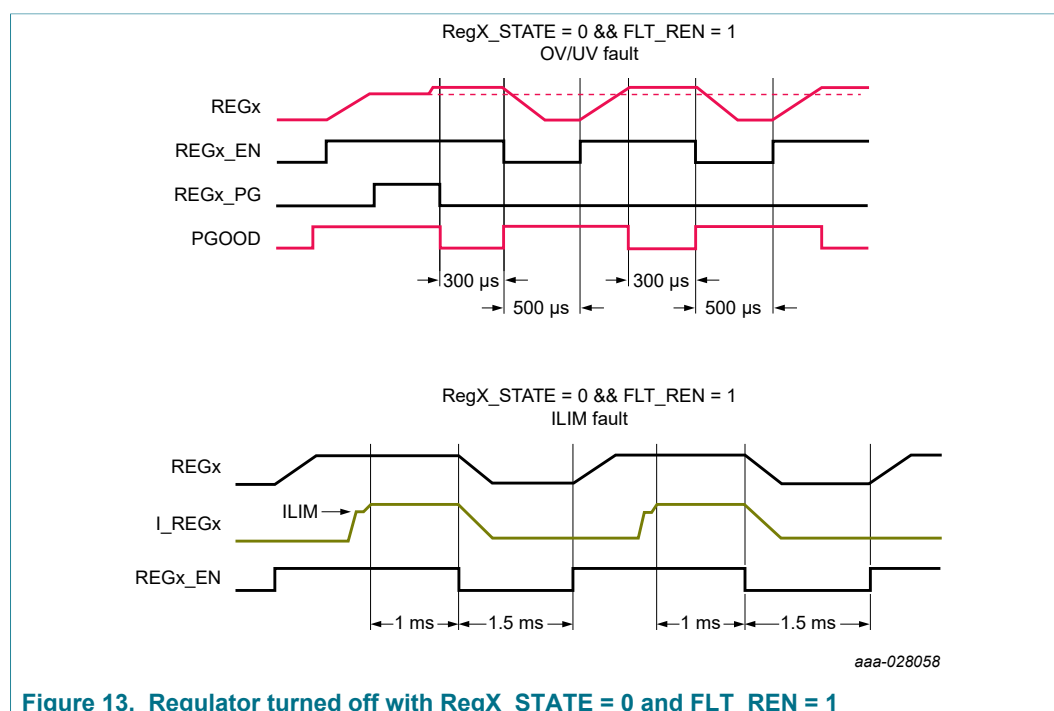 RegX_STATE = 0 && FLT_REN = 1
OV/UV fault
REGx
REGx_EN
REGx_PG
PGOOD
300 µs
300 µs
500 µs
500 µs
RegX_STATE = 0 && FLT_REN = 1
ILIM fault
REGx
ILIM
I_REGx
REGx_EN
1 ms
1.5 ms
1 ms
1.5 ms
aaa-028058
Figure 13. Regulator turned off with RegX_STATE = 0 and FLT_REN = 1